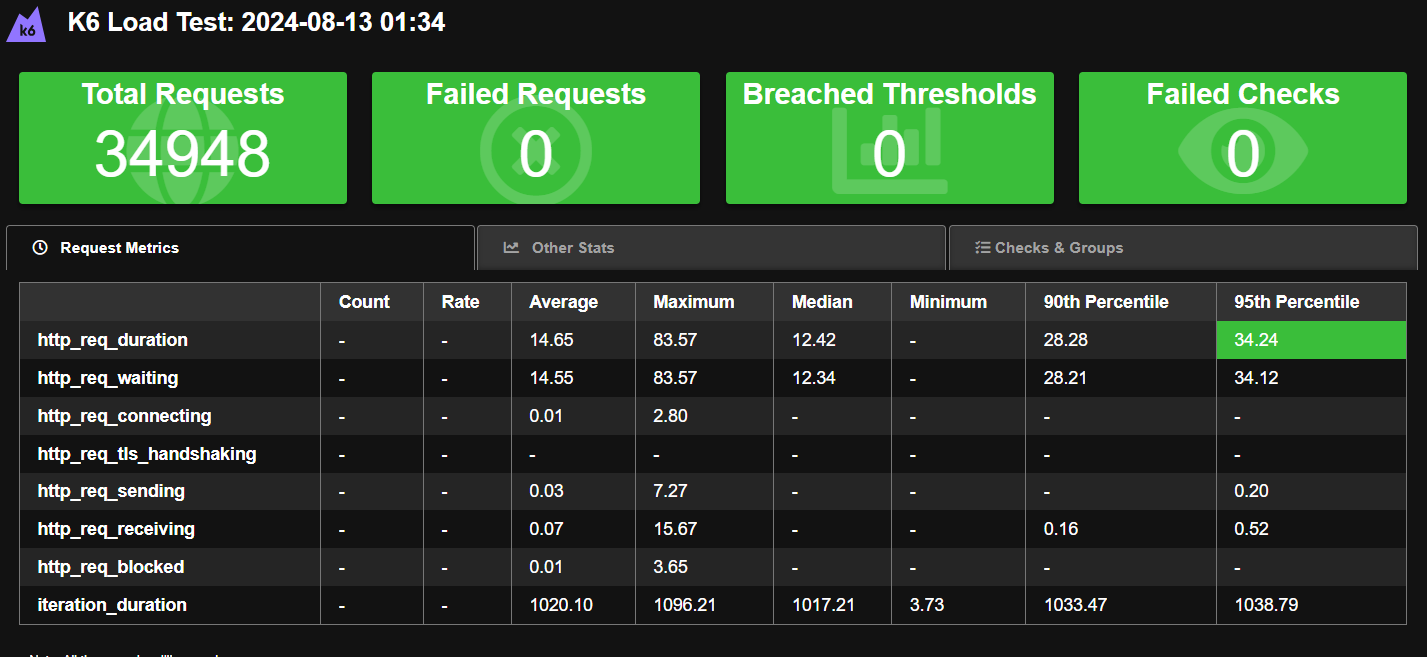 k6
K6 Load Test: 2024-08-13 01:34
Total Requests
34948
Failed Requests
0
Breached Thresholds
0
Failed Checks
0
Request Metrics
Other Stats
Checks & Groups
Count Rate Average Maximum Median Minimum 90th Percentile 95th Percentile
http_req_duration - - 14.65 83.57 12.42 - 28.28 34.24
http_req_waiting - - 14.55 83.57 12.34 - 28.21 34.12
http_req_connecting - - 0.01 2.80 - - - -
http_req_tls_handshaking - - - - - - - -
http_req_sending - - 0.03 7.27 - - - 0.20
http_req_receiving - - 0.07 15.67 - - 0.16 0.52
http_req_blocked - - 0.01 3.65 - - - -
iteration_duration - - 1020.10 1096.21 1017.21 3.73 1033.47 1038.79